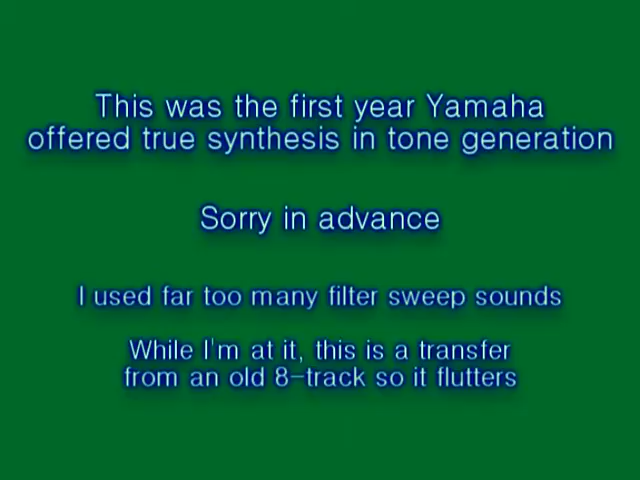 This was the first year Yamaha
offered true synthesis in tone generation
Sorry in advance
I used far too many filter sweep sounds
While I'm at it, this is a transfer
from an old 8-track so it flutters